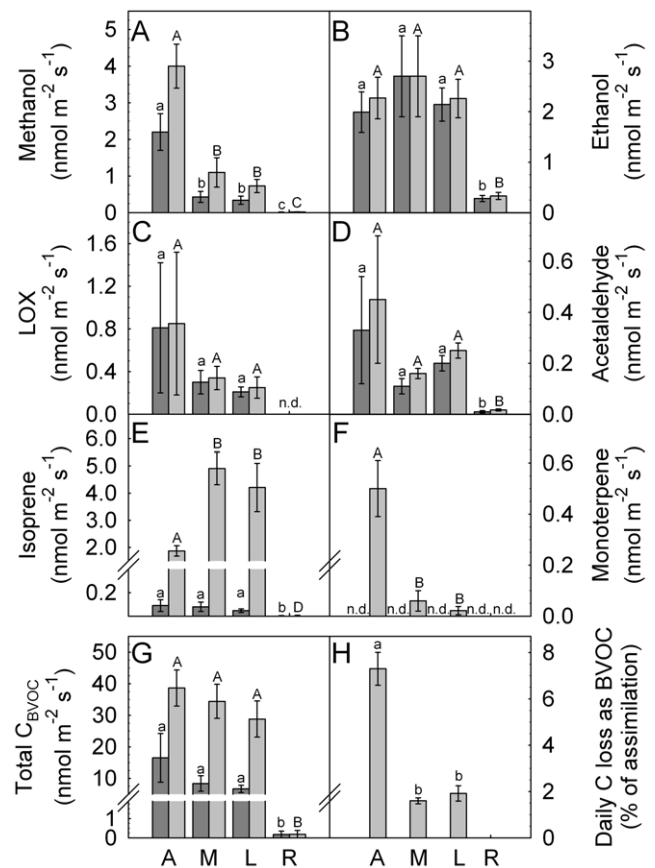 A
Methanol
(nmol m⁻² s⁻¹)
5
4
3
2
1
0
a A
b B
b B
c C
B
Ethanol
(nmol m⁻² s⁻¹)
3
2
1
0
a A
a A
a A
b B
C
LOX
(nmol m⁻² s⁻¹)
1.6
1.2
0.8
0.4
0.0
a A
a A
a A
n.d.
D
Acetaldehyde
(nmol m⁻² s⁻¹)
0.6
0.4
0.2
0.0
a A
a A
a A
b B
E
Isoprene
(nmol m⁻² s⁻¹)
6.0
5.0
4.0
3.0
2.0
0.2
a A
a B
a B
b D
F
Monoterpene
(nmol m⁻² s⁻¹)
0.6
0.4
0.2
0.0
n.d. A
n.d. B
n.d. B
n.d. n.d.
G
Total C_BVOC
(nmol m⁻² s⁻¹)
50
40
30
20
10
1
0
a A
a A
a A
b B
A M L R
H
Daily C loss as BVOC
(% of assimilation)
8
6
4
2
0
a
b
b
A M L R